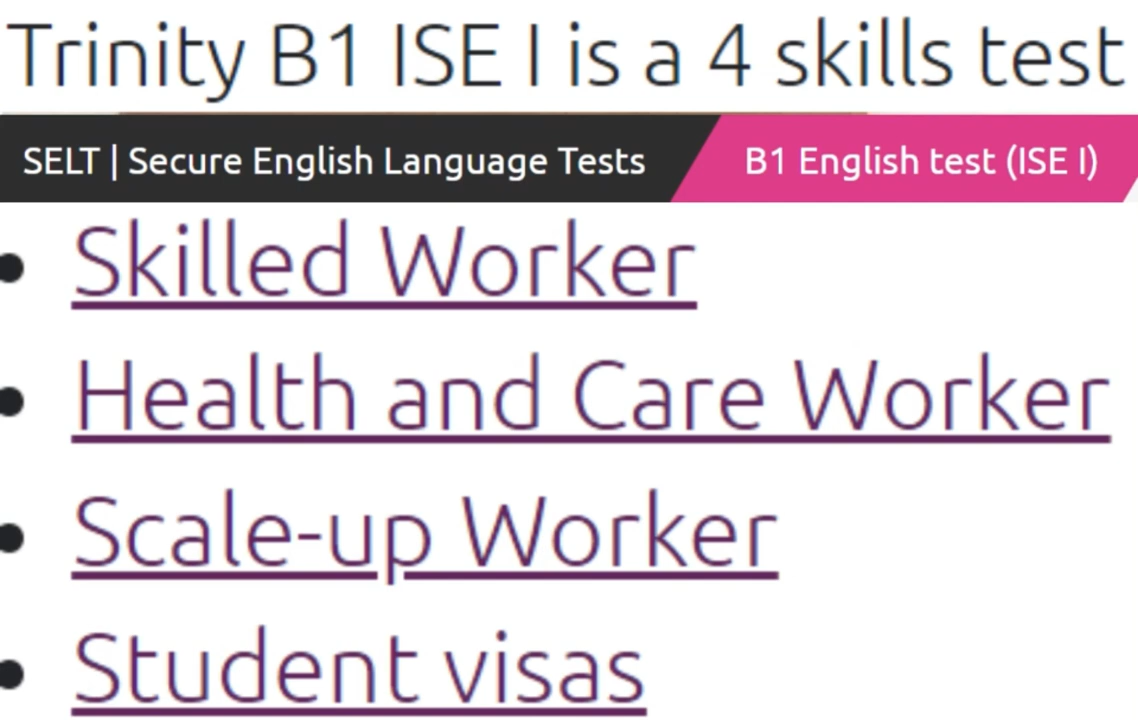 Trinity B1 ISE I is a 4 skills test
SELT | Secure English Language Tests B1 English test (ISE I)
• Skilled Worker
• Health and Care Worker
• Scale-up Worker
• Student visas